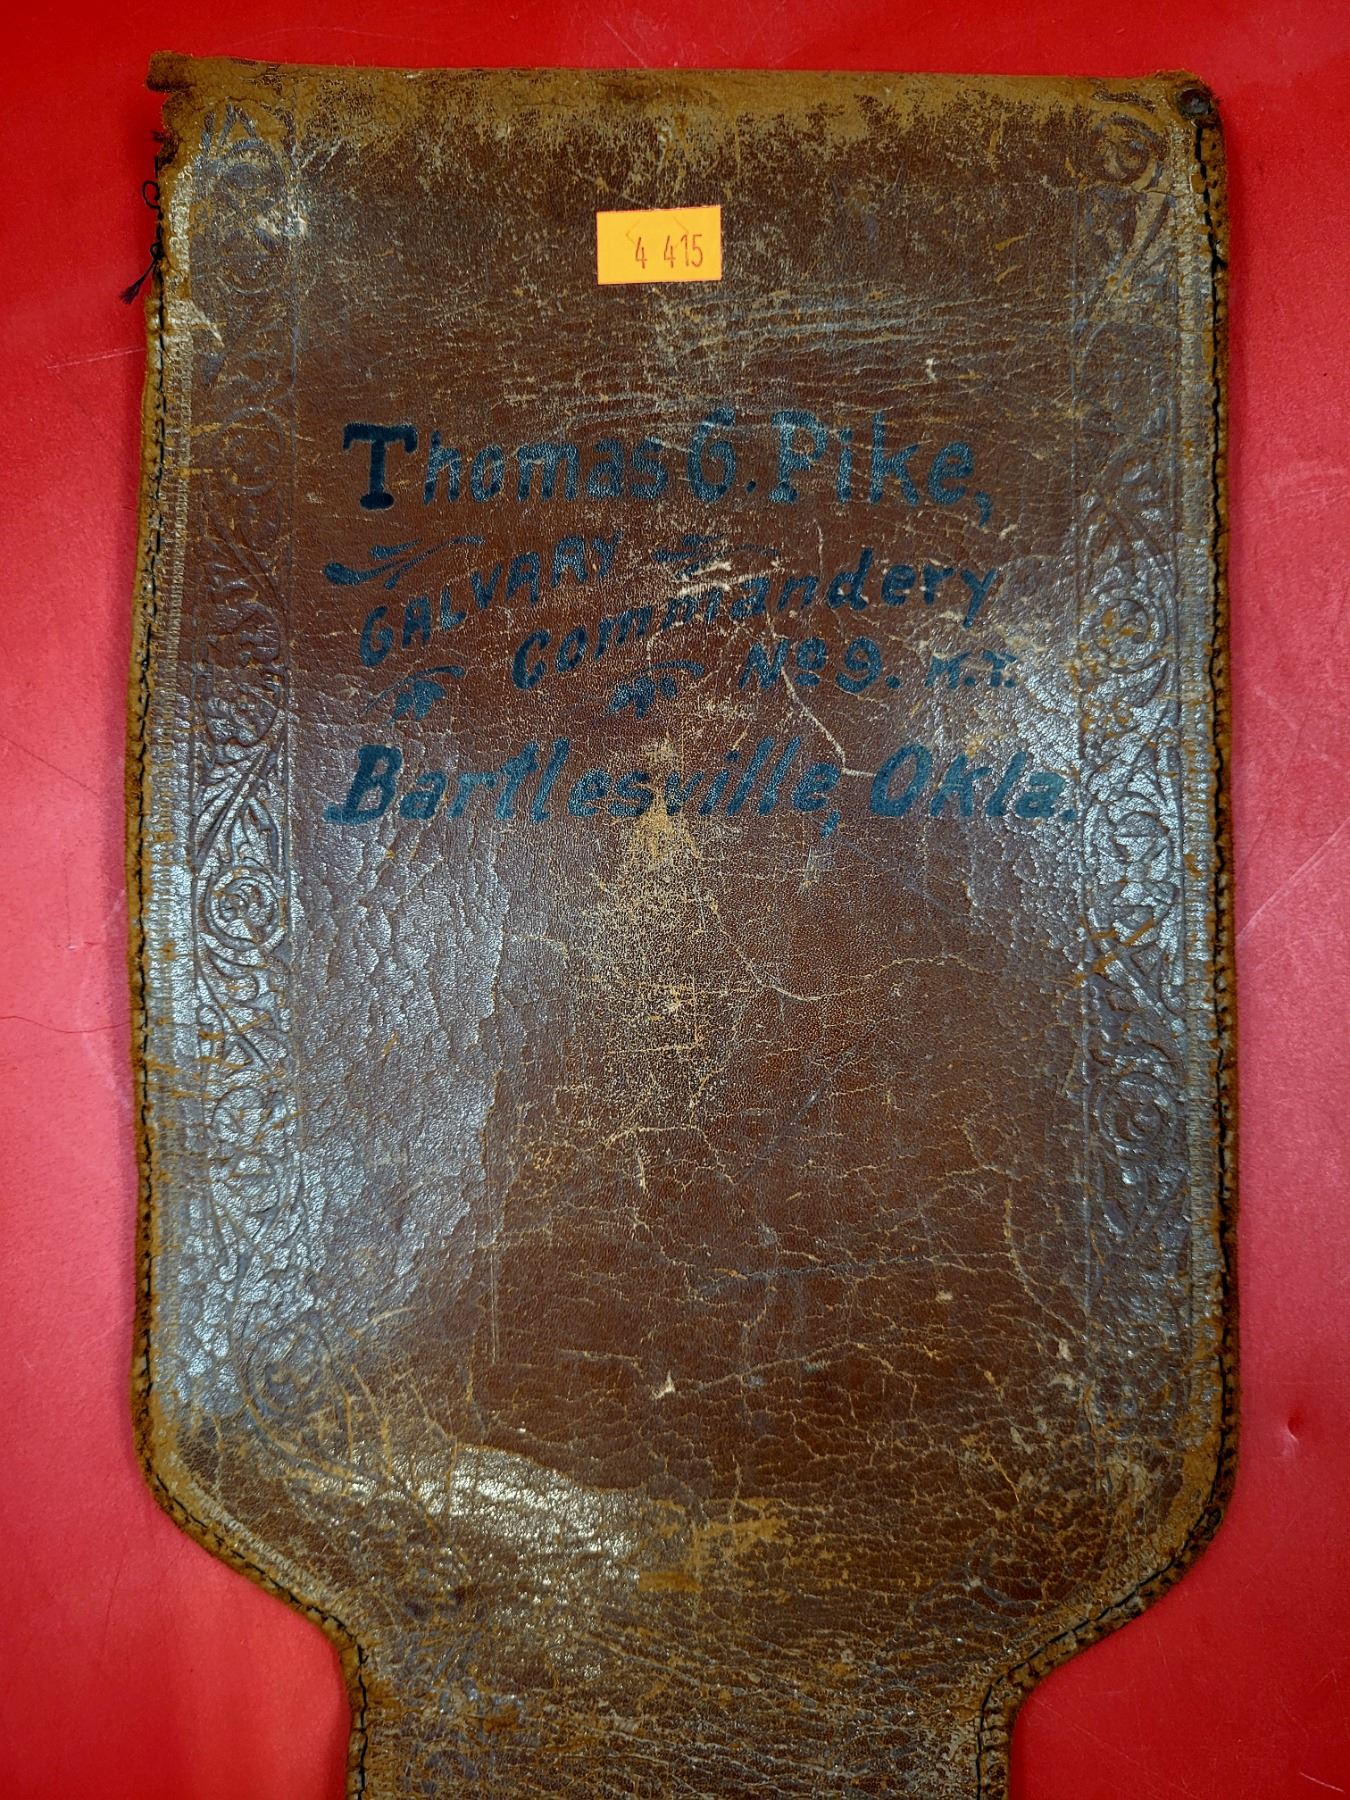 4 415
Thomas G. Pike,
CALVARY
Commandery
No 9. K.T.
Bartlesville, Okla.